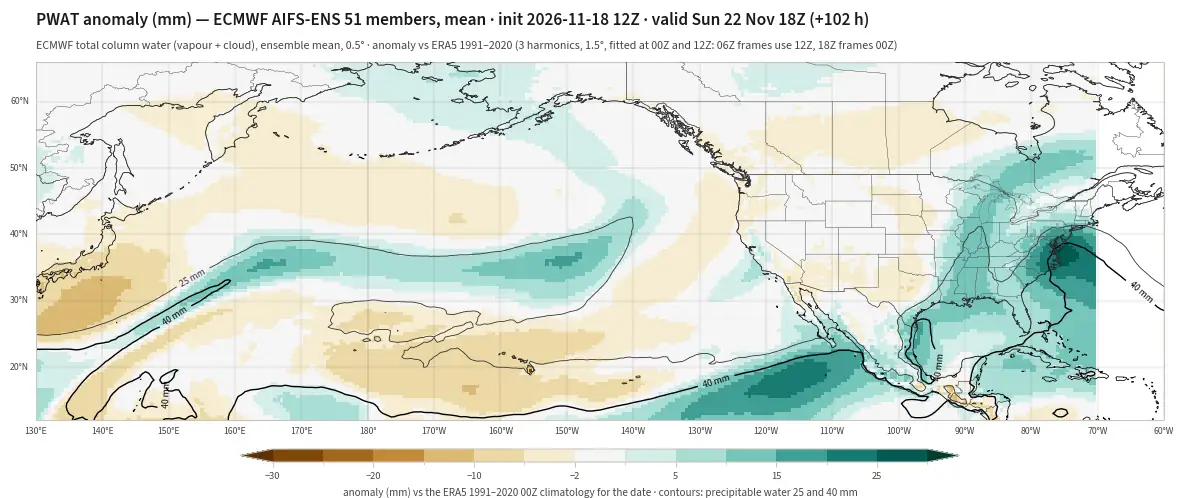 PWAT anomaly (mm) — ECMWF AIFS-ENS 51 members, mean · init 2026-11-18 12Z · valid Sun 22 Nov 18Z (+102 h)
ECMWF total column water (vapour + cloud), ensemble mean, 0.5° · anomaly vs ERA5 1991–2020 (3 harmonics, 1.5°, fitted at 00Z and 12Z: 06Z frames use 12Z, 18Z frames 00Z)
60°N
50°N
40°N
30°N
20°N
25 mm
40 mm
40 mm
40 mm
40 mm
130°E 140°E 150°E 160°E 170°E 180° 170°W 160°W 150°W 140°W 130°W 120°W 110°W 100°W 90°W 80°W 70°W 60°W
−30 −20 −10 −2 5 15 25
anomaly (mm) vs the ERA5 1991–2020 00Z climatology for the date · contours: precipitable water 25 and 40 mm